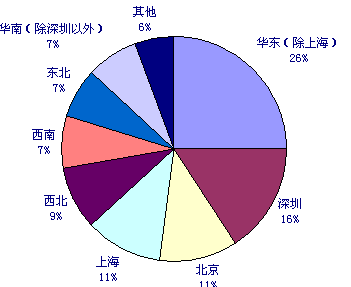 其他
6%
华南（除深圳以外）
7%
华东（除上海）
26%
东北
7%
西南
7%
西北
9%
深圳
16%
上海
11%
北京
11%